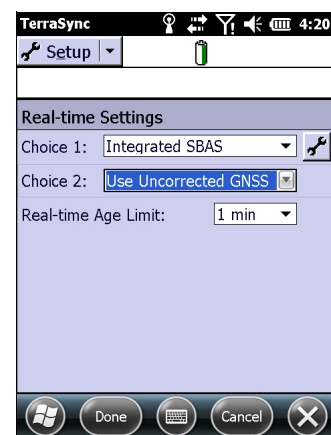 TerraSync 4:20
Setup
Real-time Settings
Choice 1: Integrated SBAS
Choice 2: Use Uncorrected GNSS
Real-time Age Limit: 1 min
Done Cancel